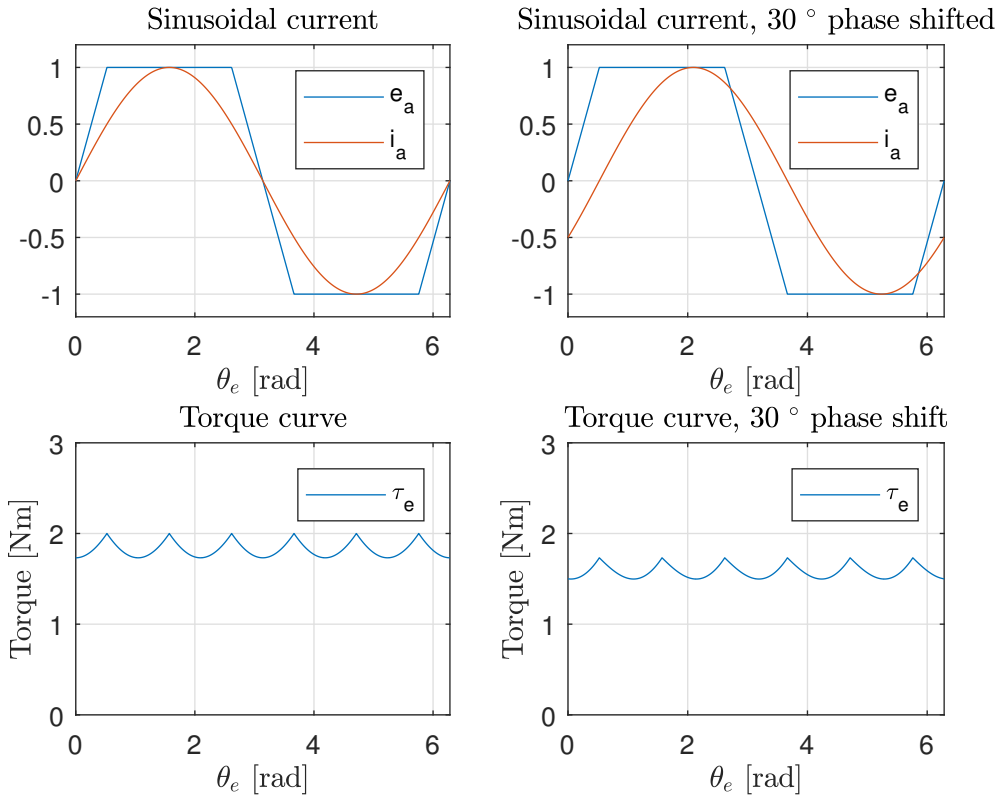 Sinusoidal current
1
0.5
0
-0.5
-1
e_a
i_a
0 2 4 6
θ_e [rad]
Sinusoidal current, 30 ° phase shifted
1
0.5
0
-0.5
-1
e_a
i_a
0 2 4 6
θ_e [rad]
Torque curve
Torque [Nm]
3
2
1
0
τ_e
0 2 4 6
θ_e [rad]
Torque curve, 30 ° phase shift
Torque [Nm]
3
2
1
0
τ_e
0 2 4 6
θ_e [rad]